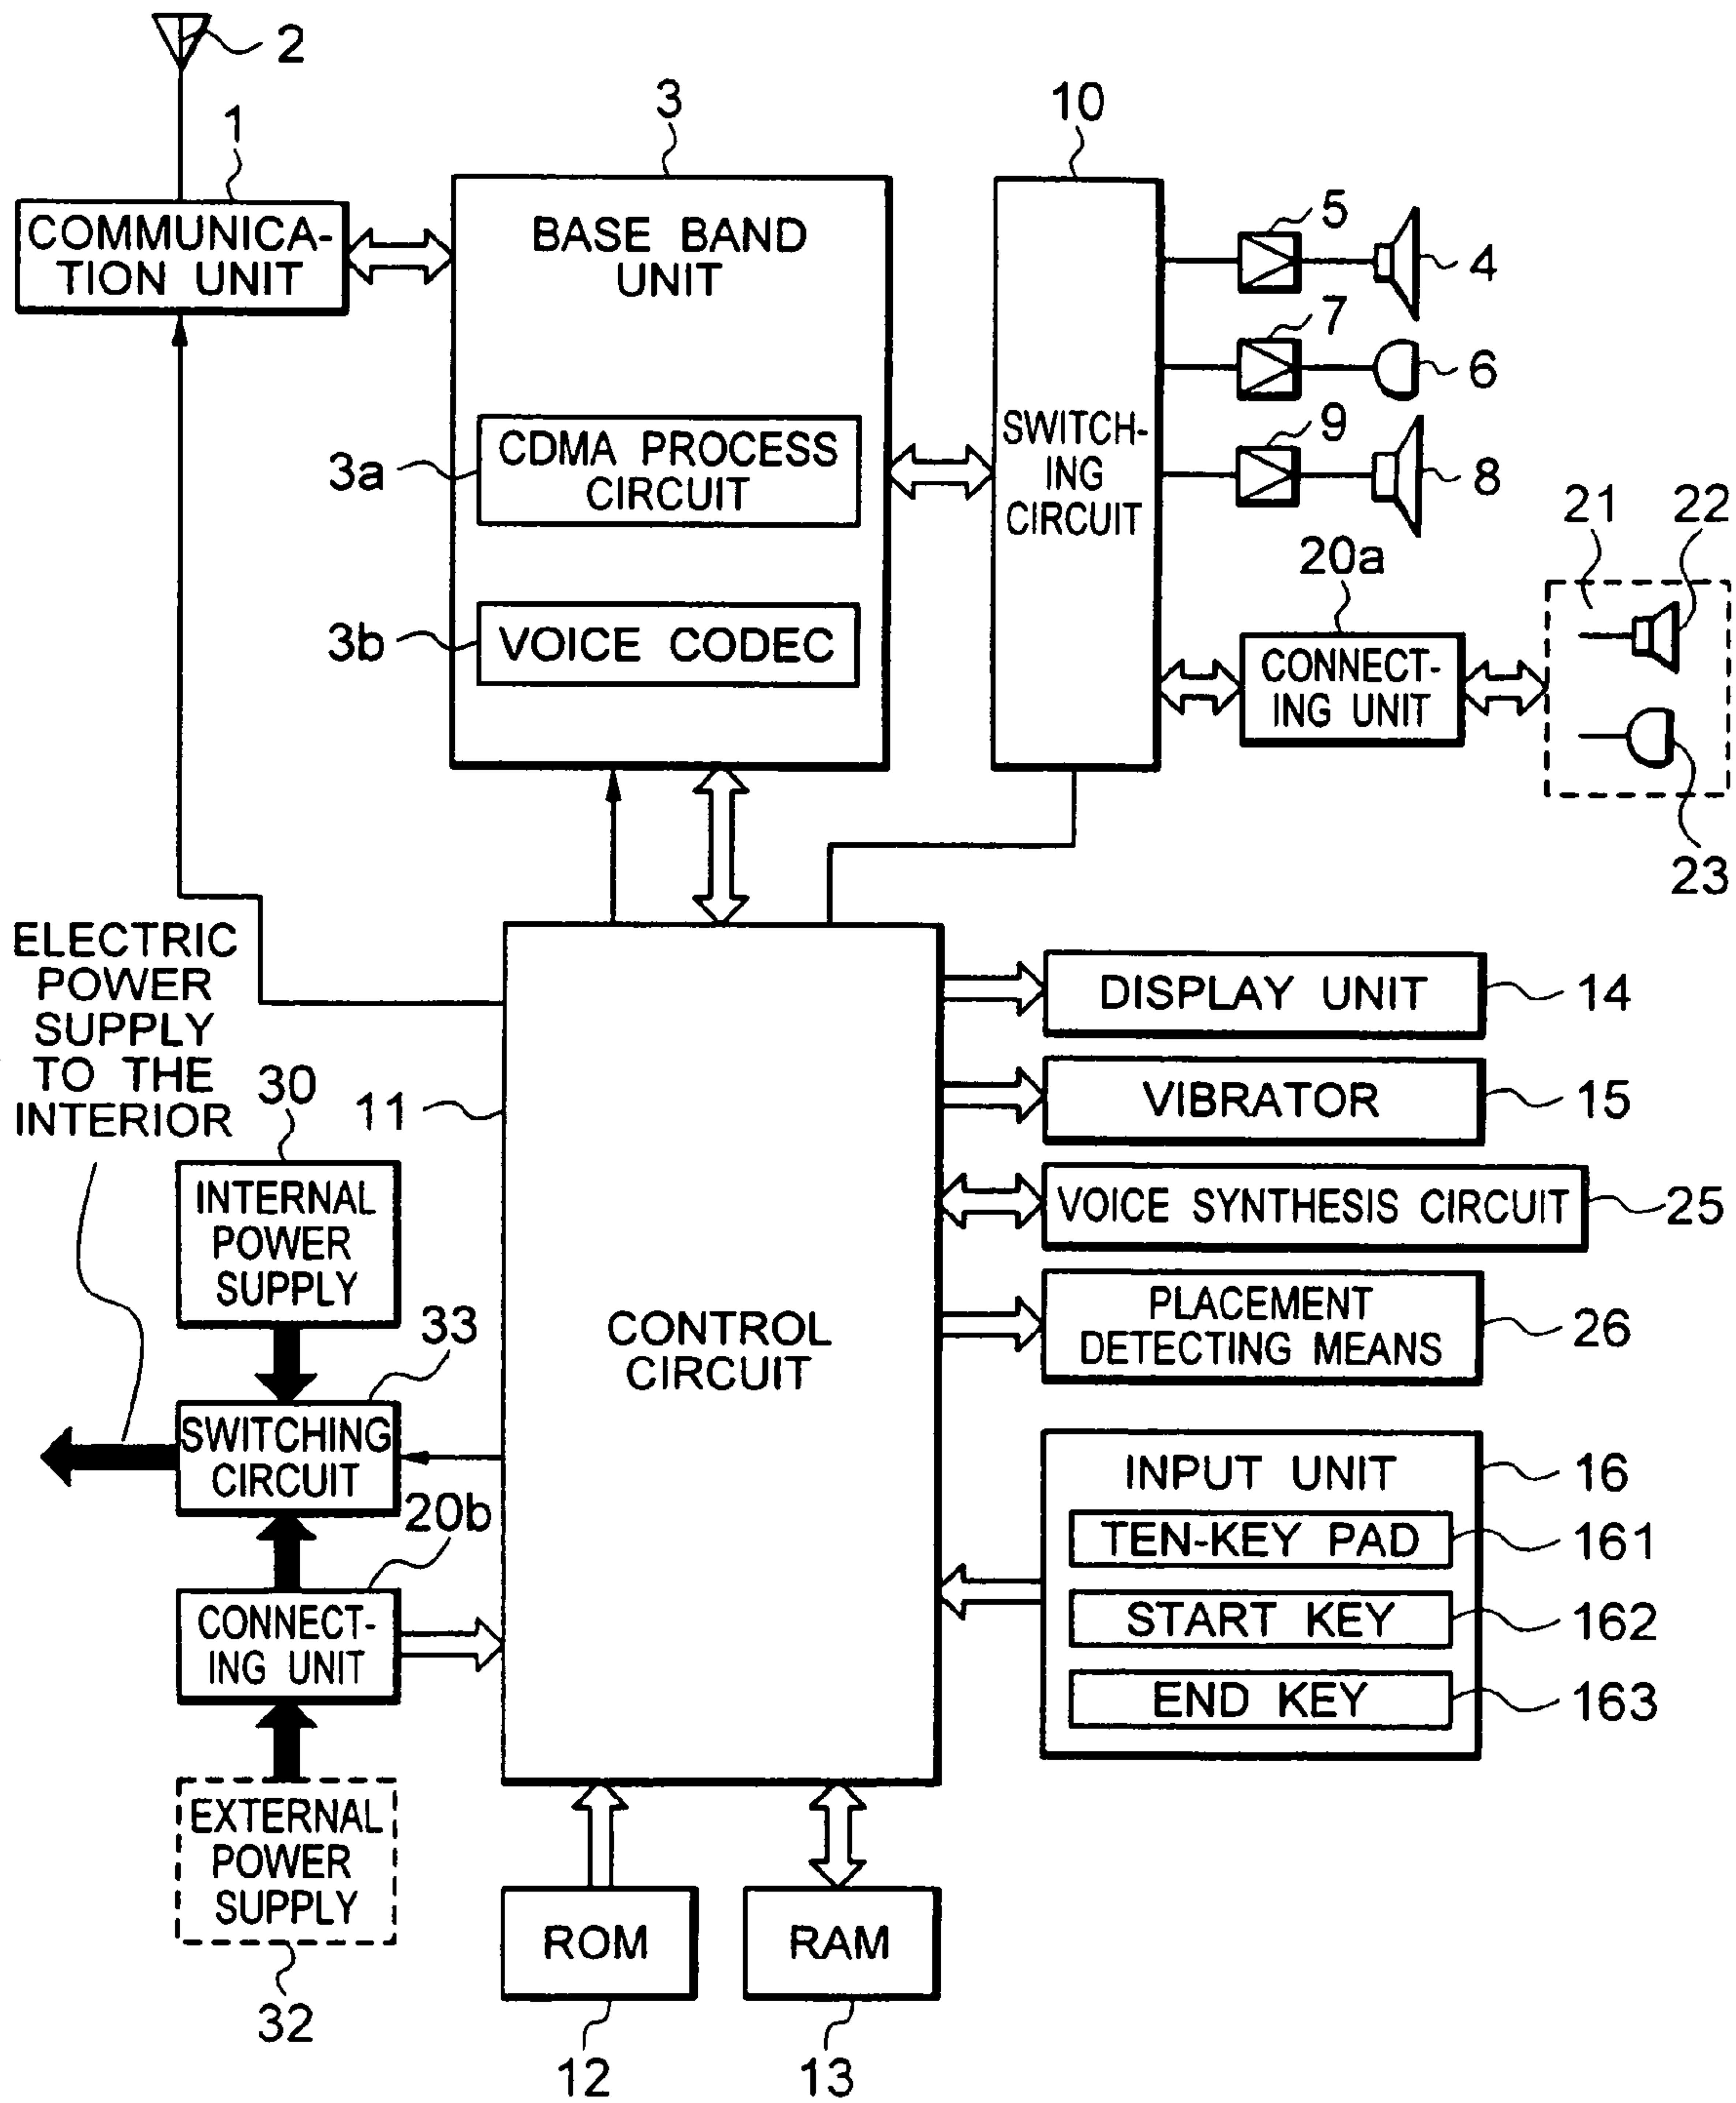 2
1
COMMUNICA-
TION UNIT
3
BASE BAND
UNIT
3a
CDMA PROCESS
CIRCUIT
3b
VOICE CODEC
10
SWITCH-
ING
CIRCUIT
5
4
7
6
9
8
20a
CONNECT-
ING UNIT
21
22
23
ELECTRIC
POWER
SUPPLY
TO THE
INTERIOR
11
CONTROL
CIRCUIT
DISPLAY UNIT
14
VIBRATOR
15
VOICE SYNTHESIS CIRCUIT
25
PLACEMENT
DETECTING MEANS
26
INPUT UNIT
16
TEN-KEY PAD
161
START KEY
162
END KEY
163
30
INTERNAL
POWER
SUPPLY
33
SWITCHING
CIRCUIT
20b
CONNECT-
ING UNIT
EXTERNAL
POWER
SUPPLY
32
ROM
12
RAM
13